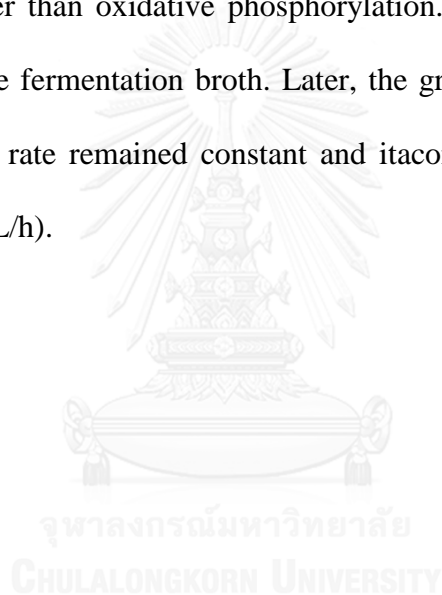 er than oxidative phosphorylation.
e fermentation broth. Later, the gr
rate remained constant and itaco
L/h).
จุฬาลงกรณ์มหาวิทยาลัย
CHULALONGKORN UNIVERSITY